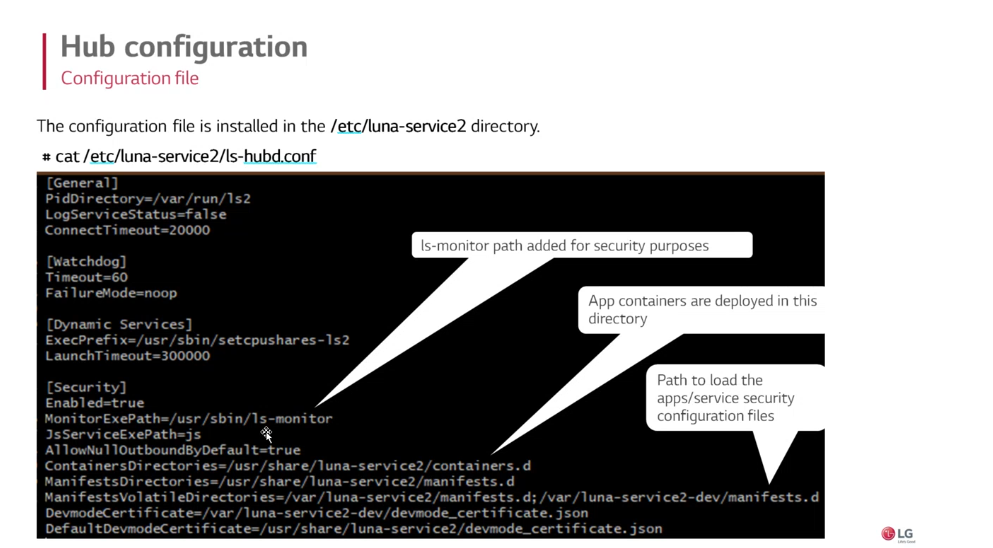 Hub configuration
Configuration file
The configuration file is installed in the /etc/luna-service2 directory.
# cat /etc/luna-service2/ls-hubd.conf
[General]
PidDirectory=/var/run/ls2
LogServiceStatus=false
ConnectTimeout=20000
ls-monitor path added for security purposes
[Watchdog]
Timeout=60
FailureMode=noop
App containers are deployed in this
directory
[Dynamic Services]
ExecPrefix=/usr/sbin/setcpushares-ls2
LaunchTimeout=300000
Path to load the
apps/service security
configuration files
[Security]
Enabled=true
MonitorExePath=/usr/sbin/ls-monitor
JsServiceExePath=js
AllowNullOutboundByDefault=true
ContainersDirectories=/usr/share/luna-service2/containers.d
ManifestsDirectories=/usr/share/luna-service2/manifests.d
ManifestsVolatileDirectories=/var/luna-service2/manifests.d;/var/luna-service2-dev/manifests.d
DevmodeCertificate=/var/luna-service2-dev/devmode_certificate.json
DefaultDevmodeCertificate=/usr/share/luna-service2/devmode_certificate.json
LG